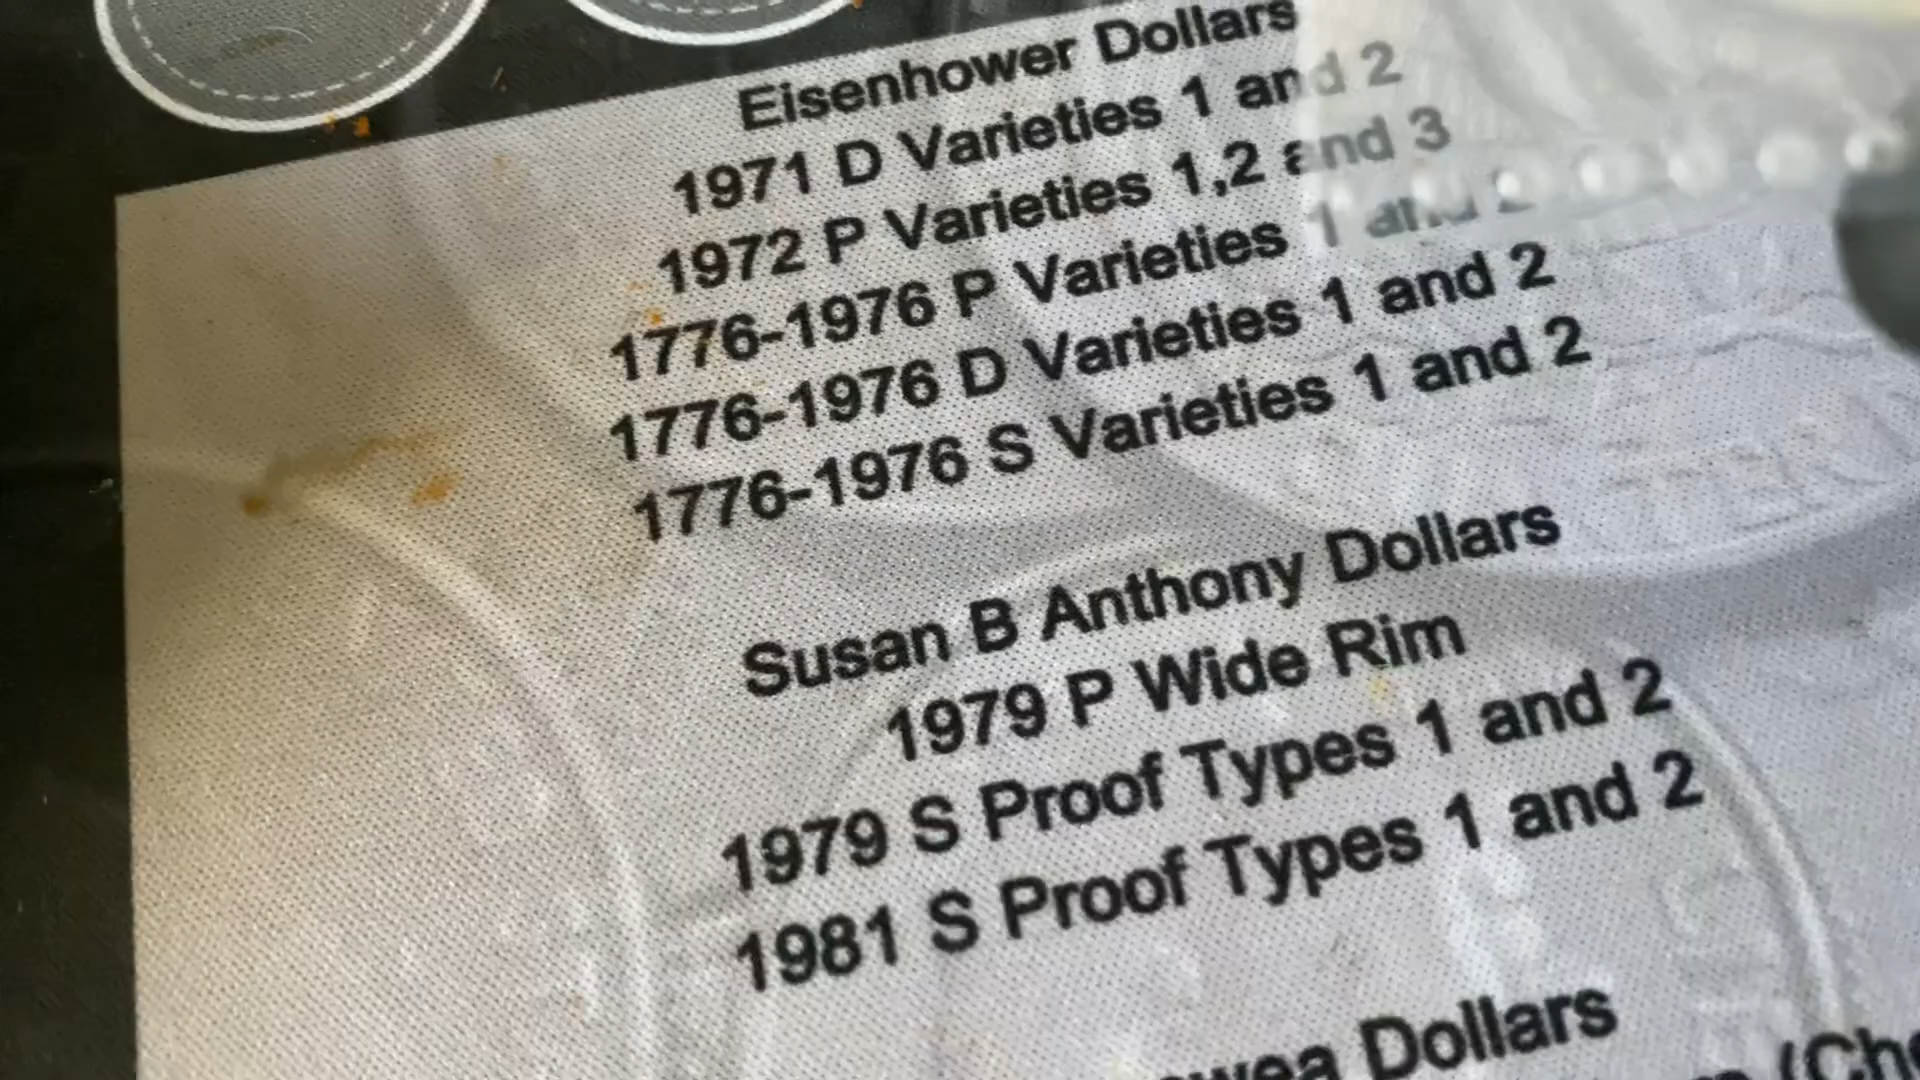 Eisenhower Dollars
1971 D Varieties 1 and 2
1972 P Varieties 1,2 and 3
1776-1976 P Varieties 1 and 2
1776-1976 D Varieties 1 and 2
1776-1976 S Varieties 1 and 2
Susan B Anthony Dollars
1979 P Wide Rim
1979 S Proof Types 1 and 2
1981 S Proof Types 1 and 2
Dollars